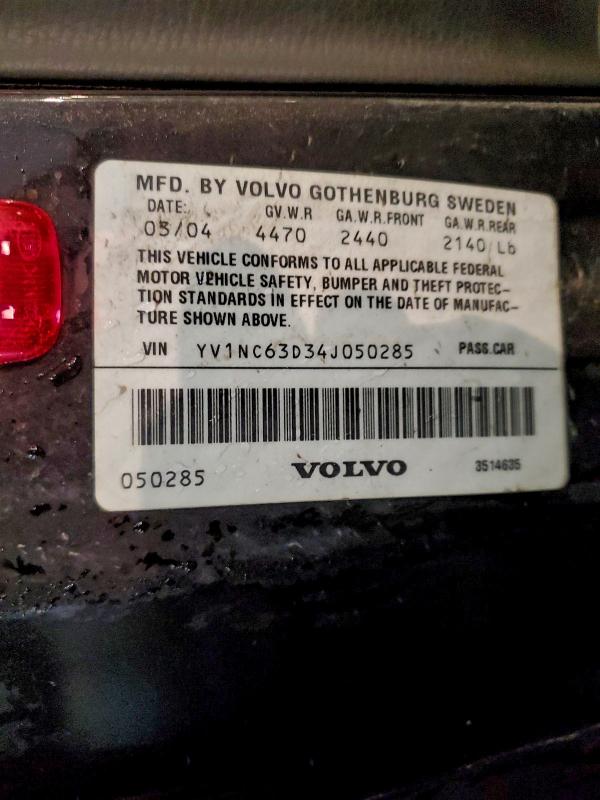 MFD. BY VOLVO GOTHENBURG SWEDEN
DATE: GV.W.R GA.W.R.FRONT GA.W.R.REAR
03/04 4470 2440 2140 Lb
THIS VEHICLE CONFORMS TO ALL APPLICABLE FEDERAL
MOTOR VEHICLE SAFETY, BUMPER AND THEFT PROTEC-
TION STANDARDS IN EFFECT ON THE DATE OF MANUFAC-
TURE SHOWN ABOVE.
VIN YV1NC63D34J050285 PASS.CAR
050285 VOLVO 3514635